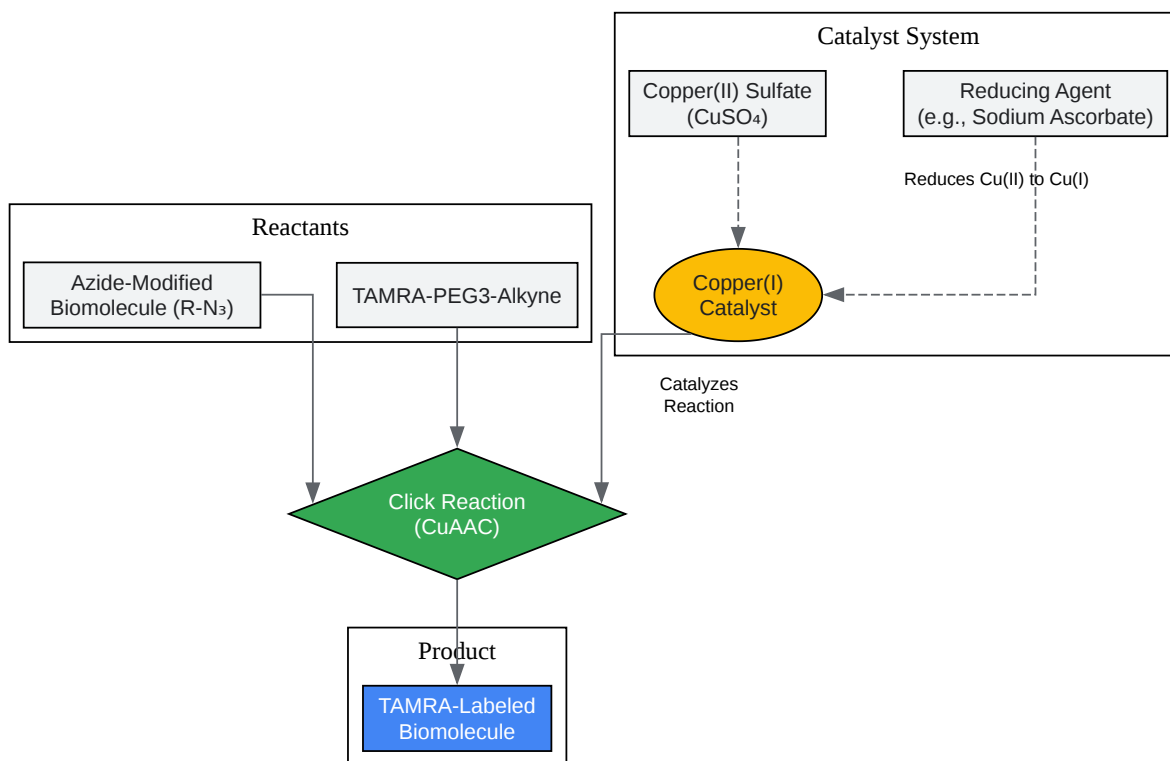 Catalyst System
Copper(II) Sulfate
(CuSO₄)
Reducing Agent
(e.g., Sodium Ascorbate)
Reduces Cu(II) to Cu(I)
Reactants
Azide-Modified
Biomolecule (R-N₃)
TAMRA-PEG3-Alkyne
Copper(I)
Catalyst
Catalyzes
Reaction
Click Reaction
(CuAAC)
Product
TAMRA-Labeled
Biomolecule